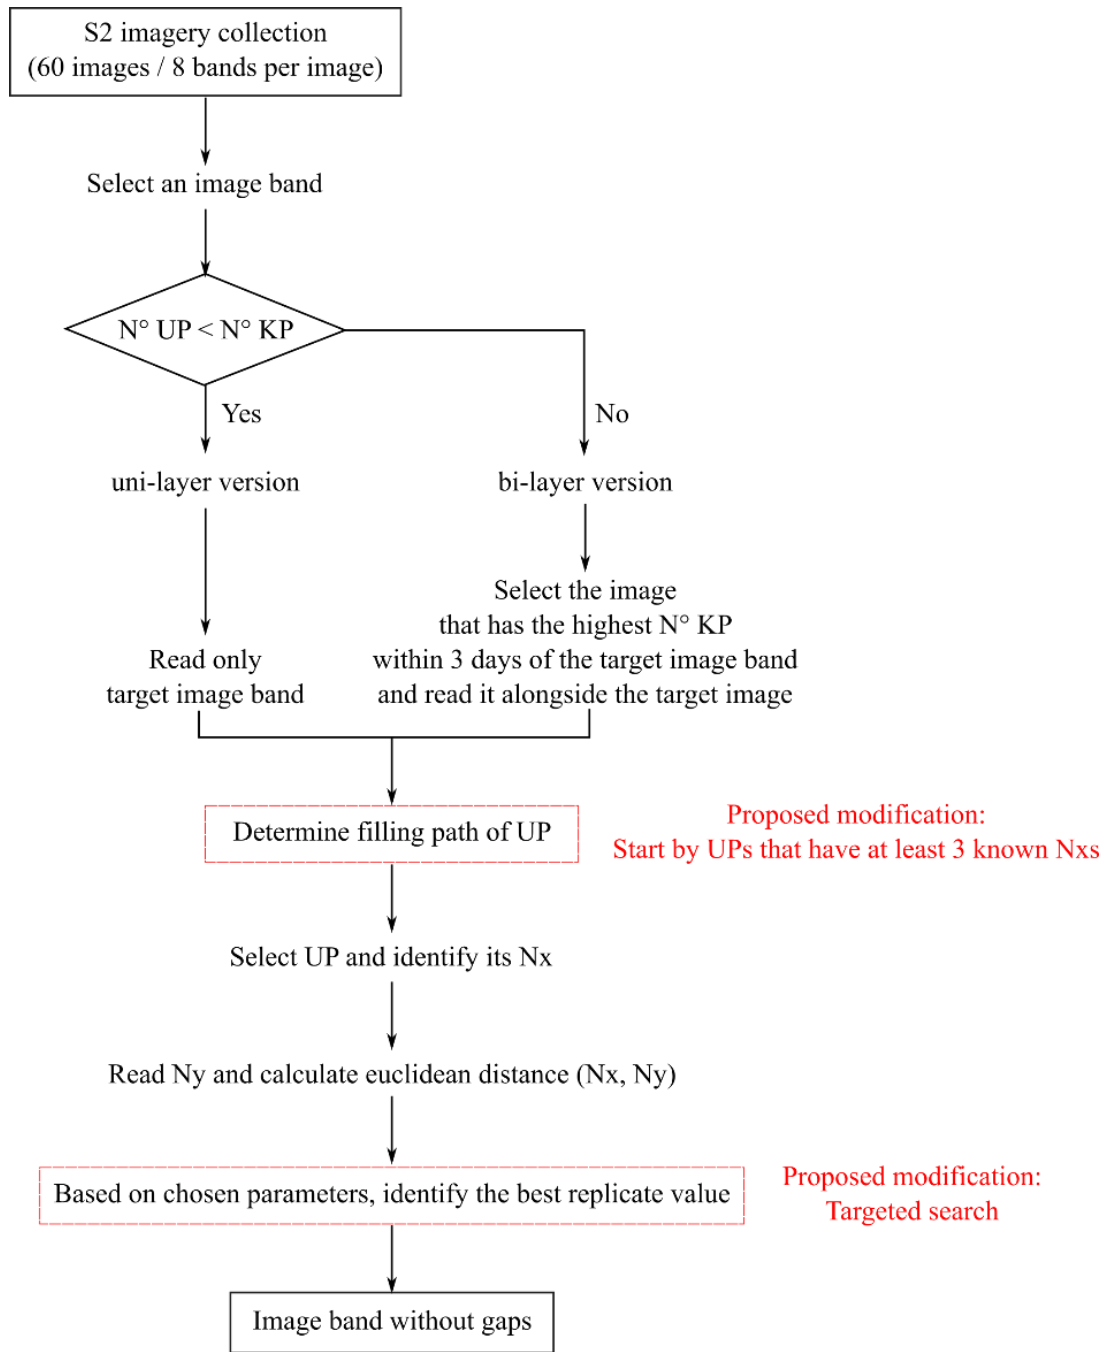 S2 imagery collection
(60 images / 8 bands per image)
Select an image band
N° UP < N° KP
Yes
No
uni-layer version
bi-layer version
Select the image
that has the highest N° KP
within 3 days of the target image band
and read it alongside the target image
Read only
target image band
Determine filling path of UP
Proposed modification:
Start by UPs that have at least 3 known Nxs
Select UP and identify its Nx
Read Ny and calculate euclidean distance (Nx, Ny)
Based on chosen parameters, identify the best replicate value
Proposed modification:
Targeted search
Image band without gaps